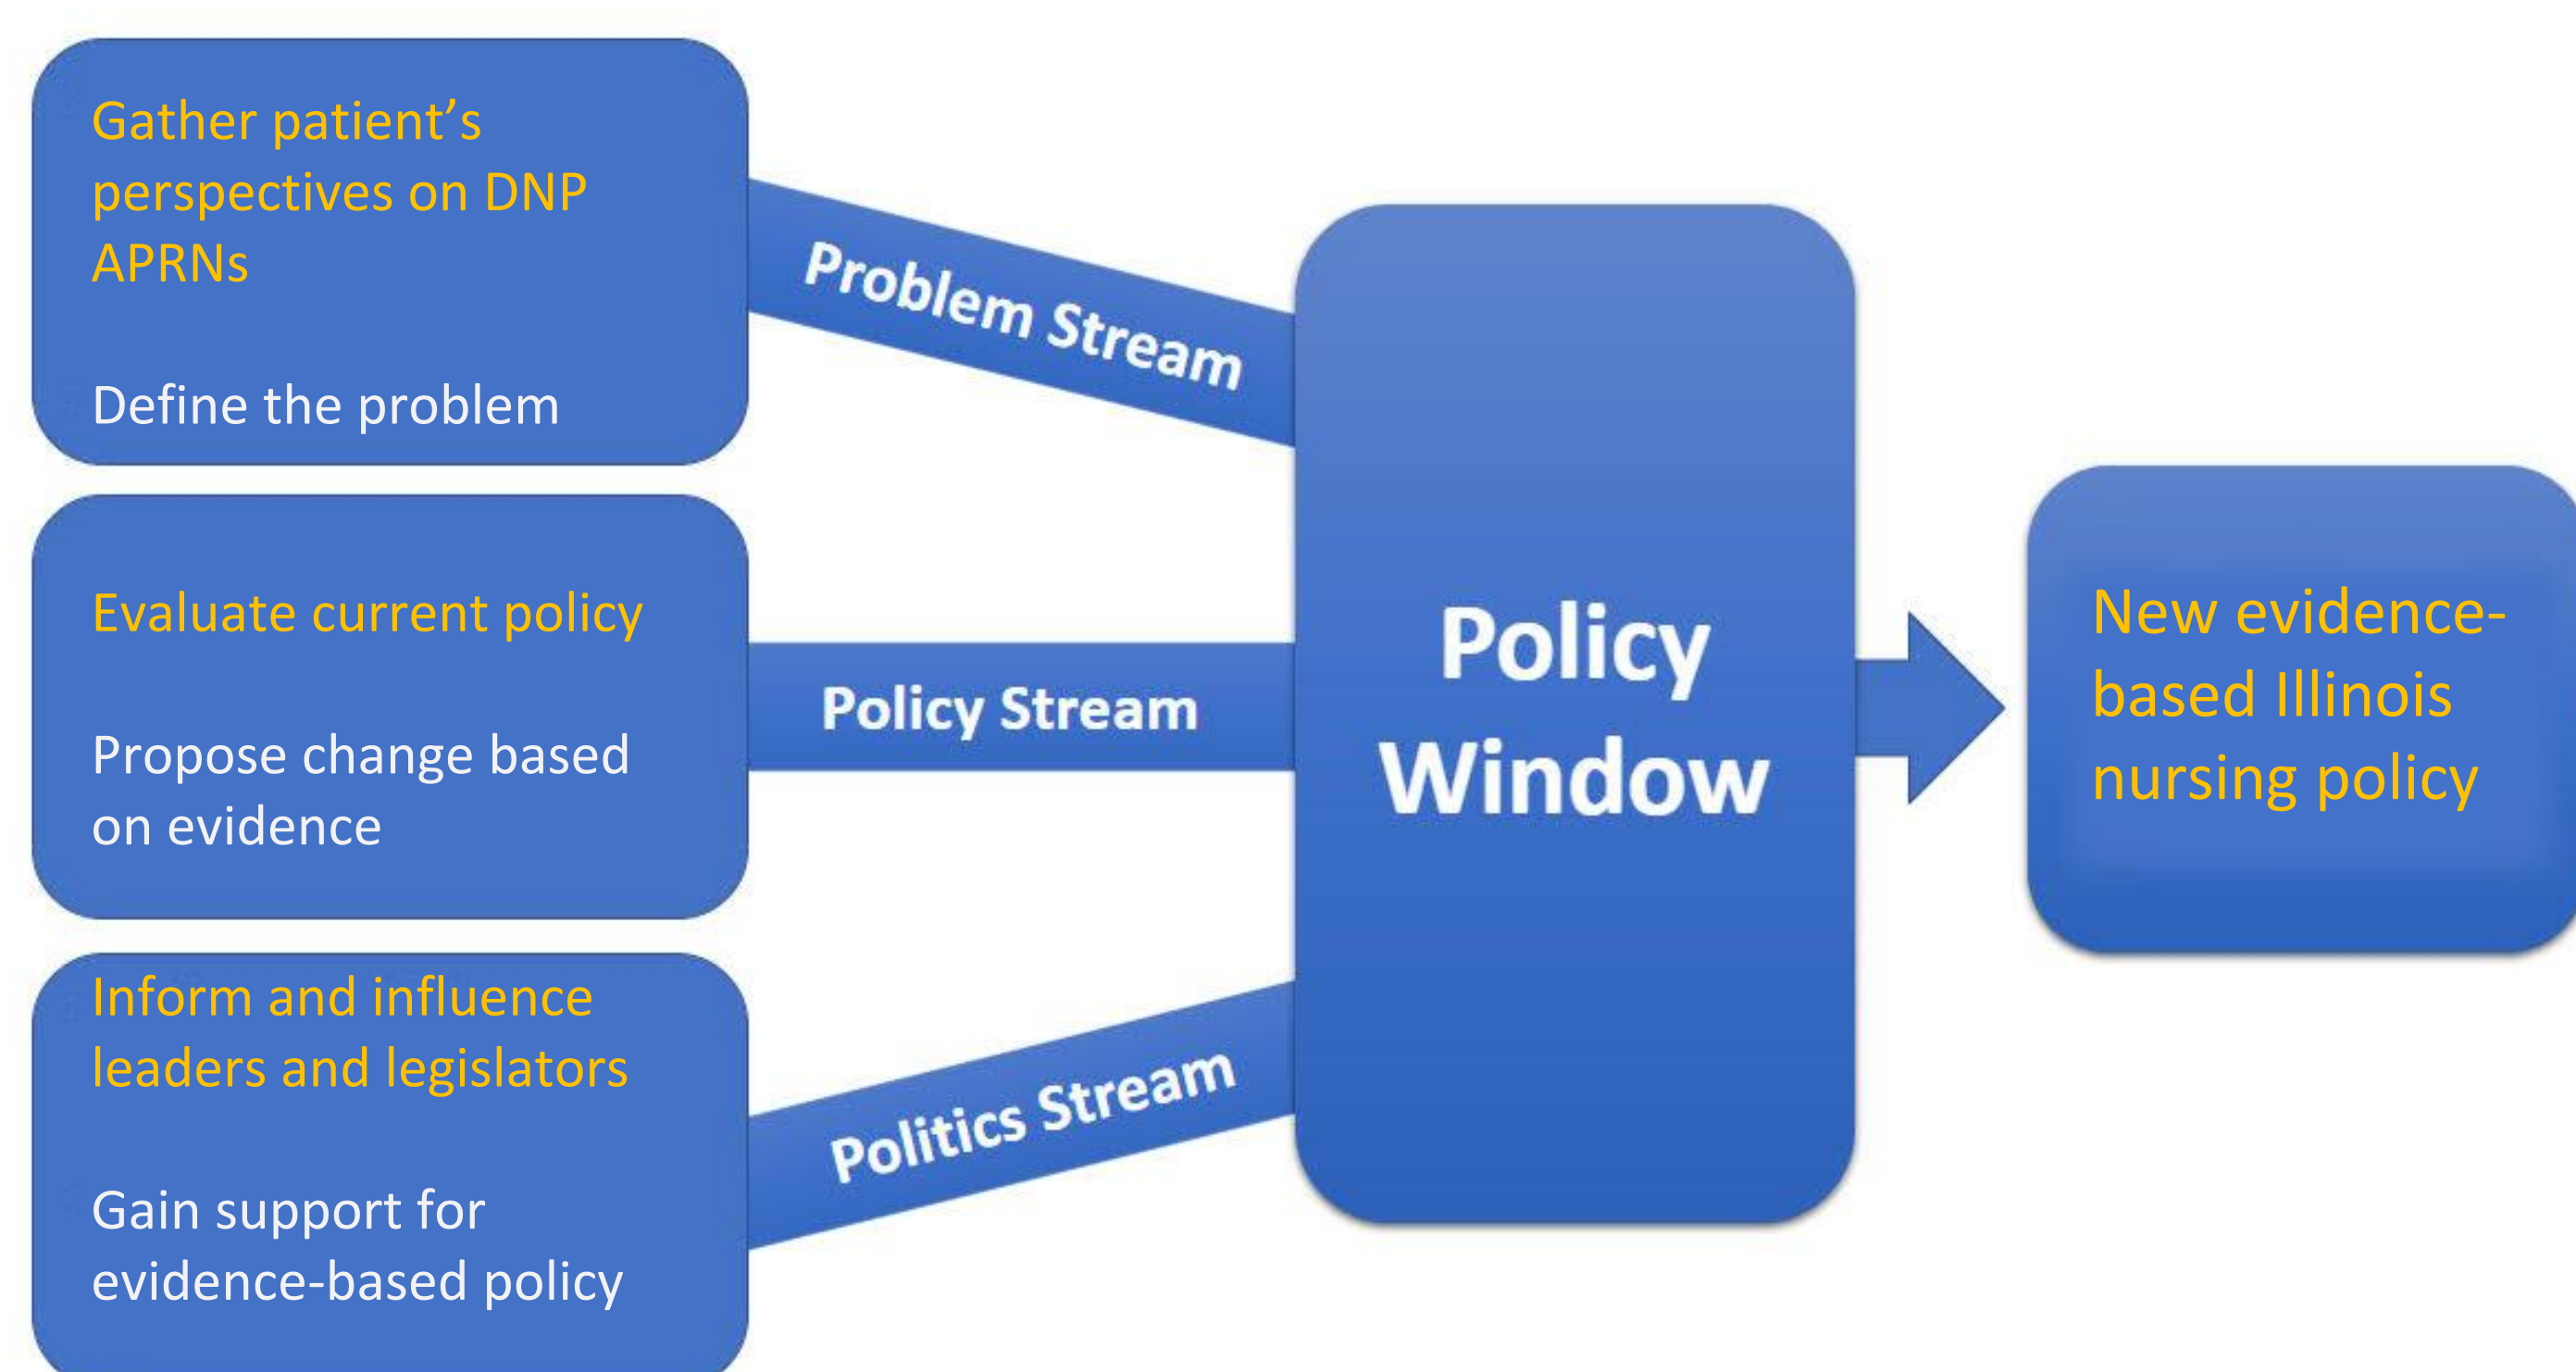 Gather patient’s
perspectives on DNP
APRNs
Define the problem
Problem Stream
Evaluate current policy
Propose change based
on evidence
Policy Stream
Inform and influence
leaders and legislators
Gain support for
evidence-based policy
Politics Stream
Policy
Window
New evidence-
based Illinois
nursing policy